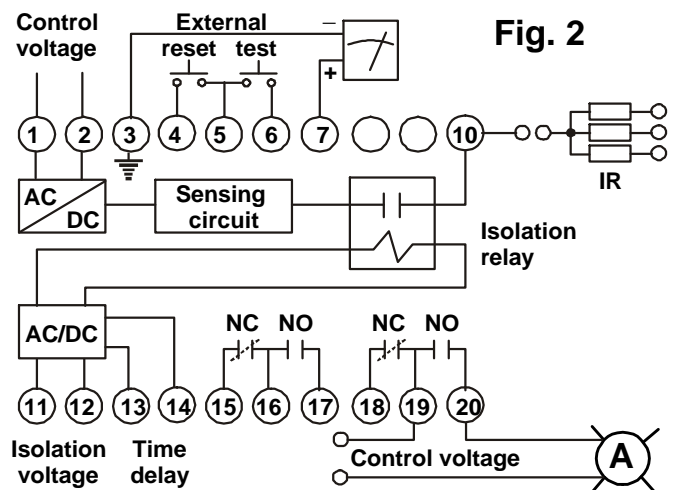 Control voltage
External
reset test
–
+
Fig. 2
1 2 3 4 5 6 7 10
IR
AC
DC
Sensing
circuit
Isolation
relay
AC/DC
NC NO NC NO
11 12 13 14 15 16 17 18 19 20
Isolation
voltage
Time
delay
Control voltage
A